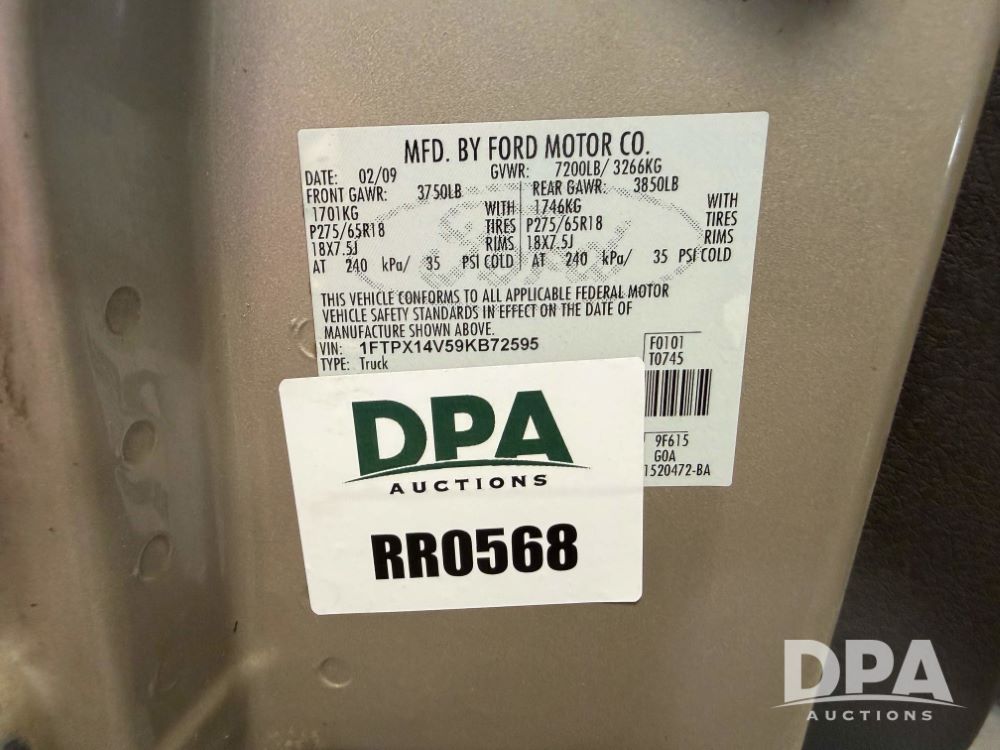 MFD. BY FORD MOTOR CO.
DATE: 02/09 GVWR: 7200LB/ 3266KG
FRONT GAWR: 3750LB REAR GAWR: 3850LB
1701KG WITH 1746KG WITH
P275/65R18 TIRES P275/65R18 TIRES
18X7.5J RIMS 18X7.5J RIMS
AT 240 kPa/ 35 PSI COLD AT 240 kPa/ 35 PSI COLD
THIS VEHICLE CONFORMS TO ALL APPLICABLE FEDERAL MOTOR
VEHICLE SAFETY STANDARDS IN EFFECT ON THE DATE OF
MANUFACTURE SHOWN ABOVE.
VIN: 1FTPX14V59KB72595
TYPE: Truck
F0101
T0745
9F615
GOA
1520472-BA
DPA
AUCTIONS
RR0568
DPA
AUCTIONS